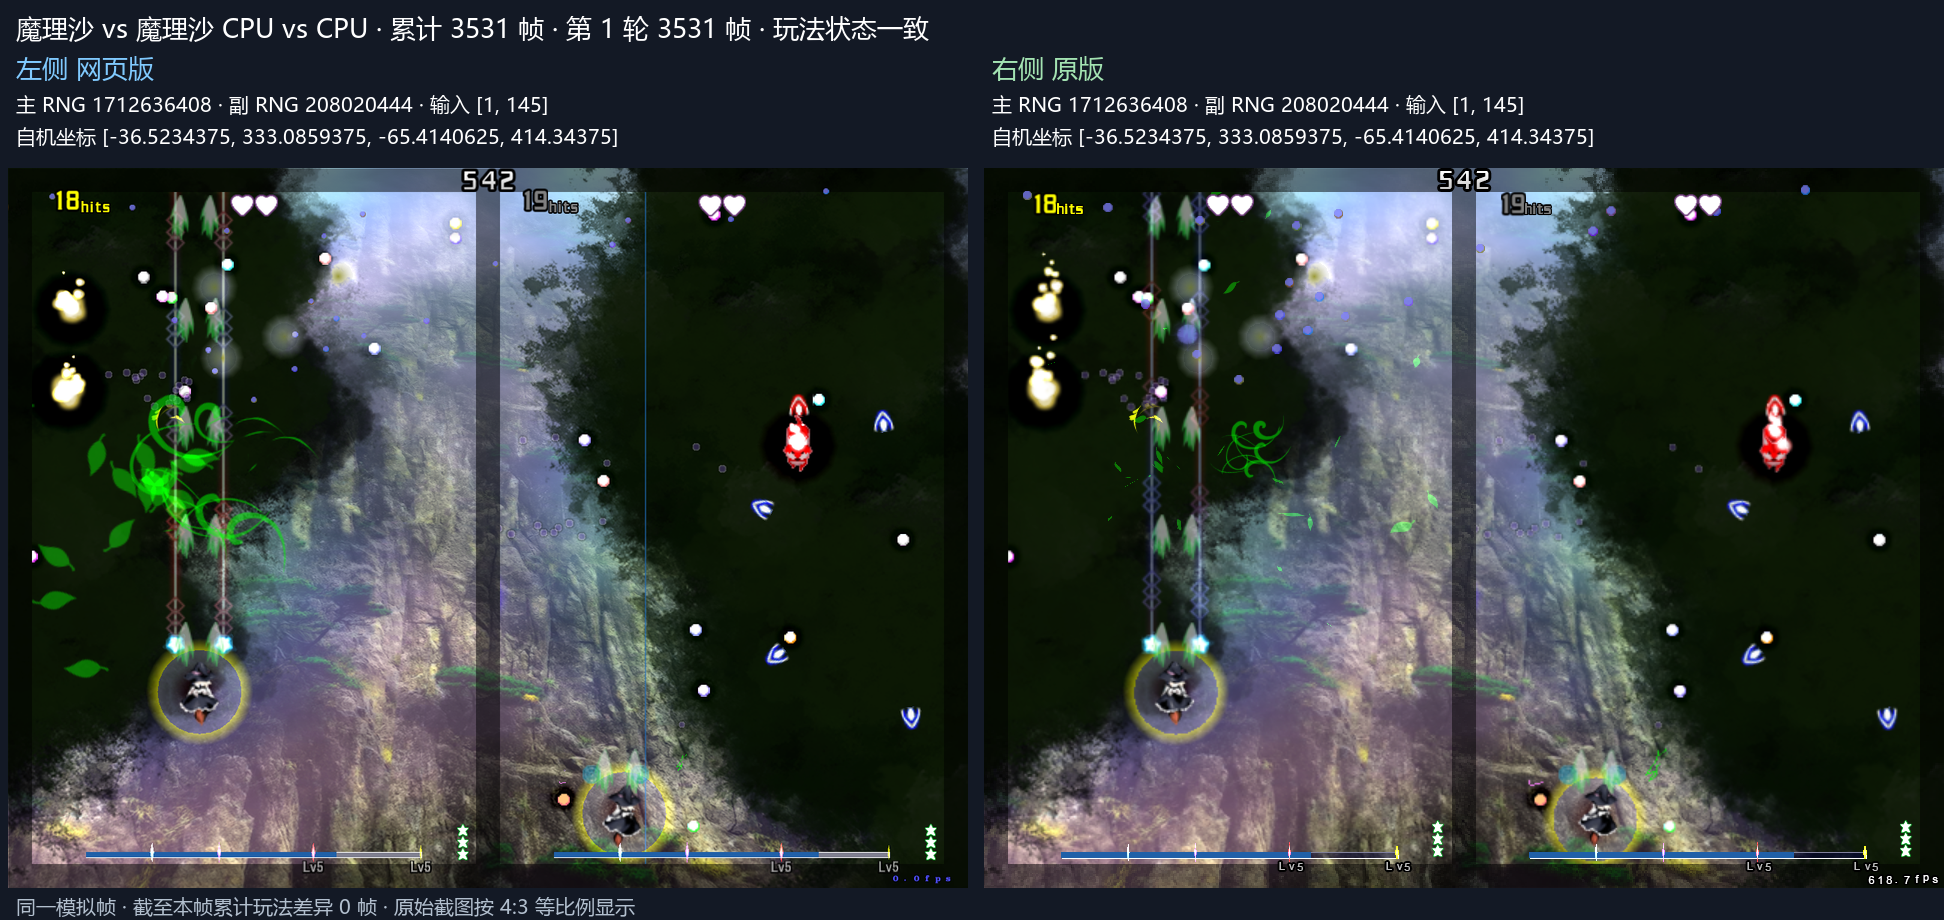 魔理沙 vs 魔理沙 CPU vs CPU · 累计 3531 帧 · 第 1 轮 3531 帧 · 玩法状态一致
左侧 网页版
主 RNG 1712636408 · 副 RNG 208020444 · 输入 [1, 145]
自机坐标 [-36.5234375, 333.0859375, -65.4140625, 414.34375]
右侧 原版
主 RNG 1712636408 · 副 RNG 208020444 · 输入 [1, 145]
自机坐标 [-36.5234375, 333.0859375, -65.4140625, 414.34375]
542
18hits
19hits
Lv5
Lv5
Lv5
Lv5
0.0fps
542
18hits
19hits
Lv5
Lv5
Lv5
Lv5
618.7fps
同一模拟帧 · 截至本帧累计玩法差异 0 帧 · 原始截图按 4:3 等比例显示